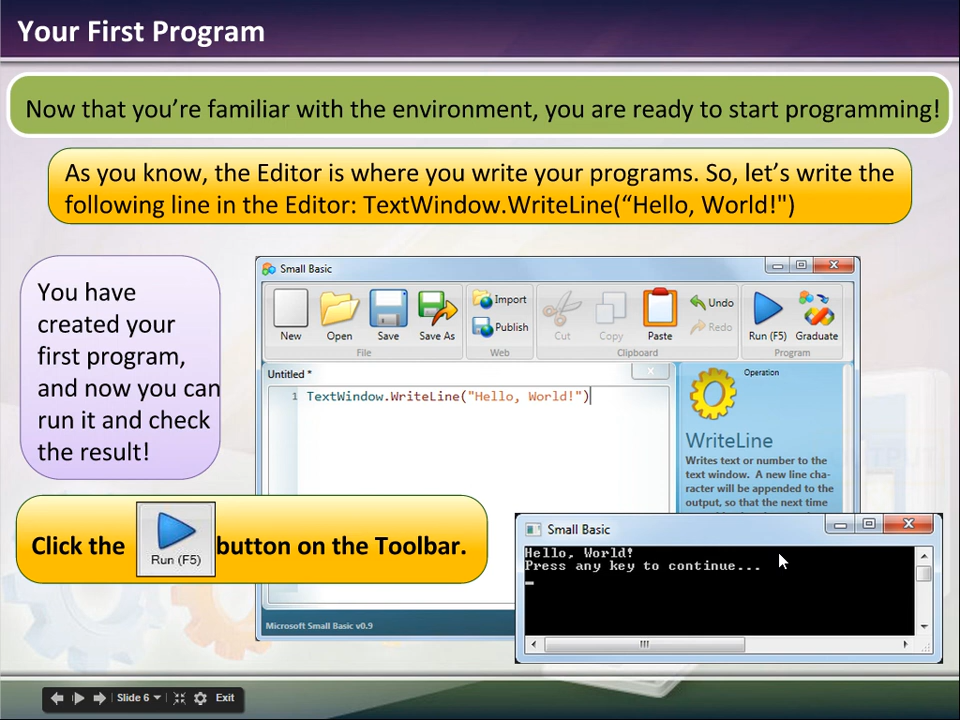 Your First Program
Now that you’re familiar with the environment, you are ready to start programming!
As you know, the Editor is where you write your programs. So, let’s write the
following line in the Editor: TextWindow.WriteLine(“Hello, World!")
You have
created your
first program,
and now you can
run it and check
the result!
Small Basic
New
Open
Save
Save As
File
Import
Publish
Web
Cut
Copy
Paste
Undo
Redo
Clipboard
Run (F5)
Graduate
Program
Untitled *
1 TextWindow.WriteLine("Hello, World!")
Operation
WriteLine
Writes text or number to the
text window. A new line cha-
racter will be appended to the
output, so that the next time
Click the Run (F5) button on the Toolbar.
Small Basic
Hello, World!
Press any key to continue...
Microsoft Small Basic v0.9
Slide 6
Exit